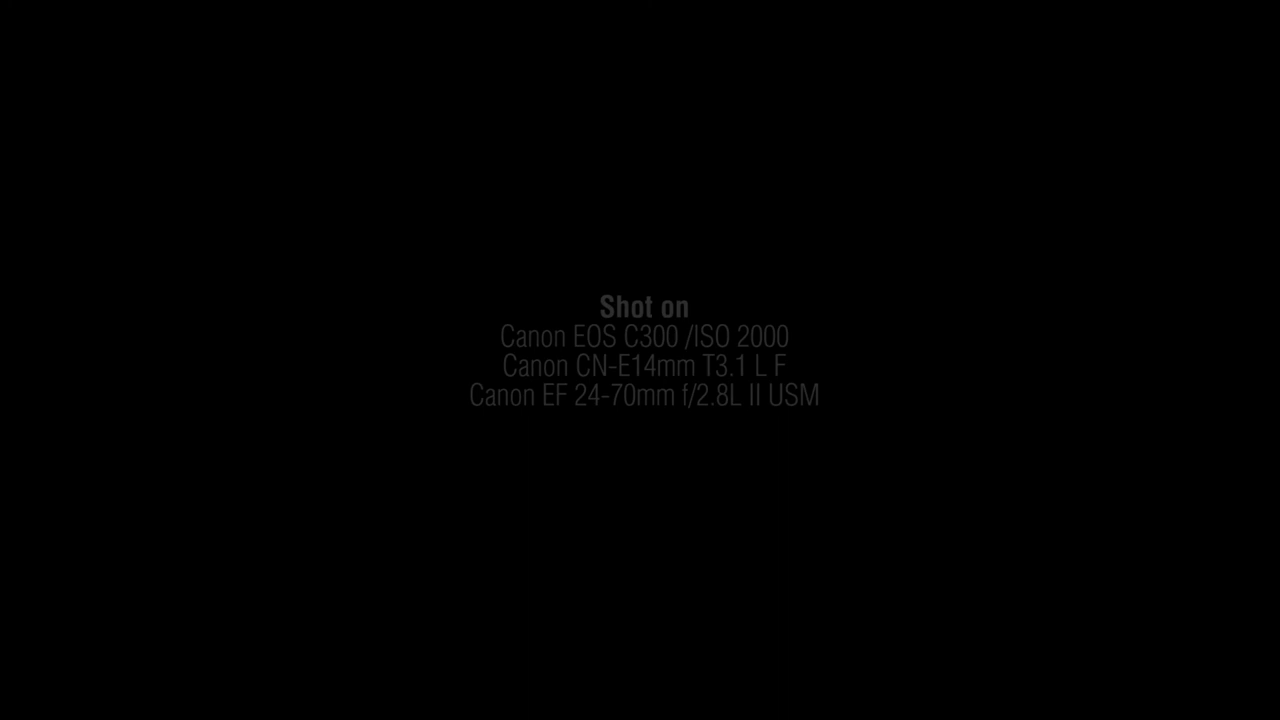 Shot on
Canon EOS C300 /ISO 2000
Canon CN-E14mm T3.1 L F
Canon EF 24-70mm f/2.8L II USM